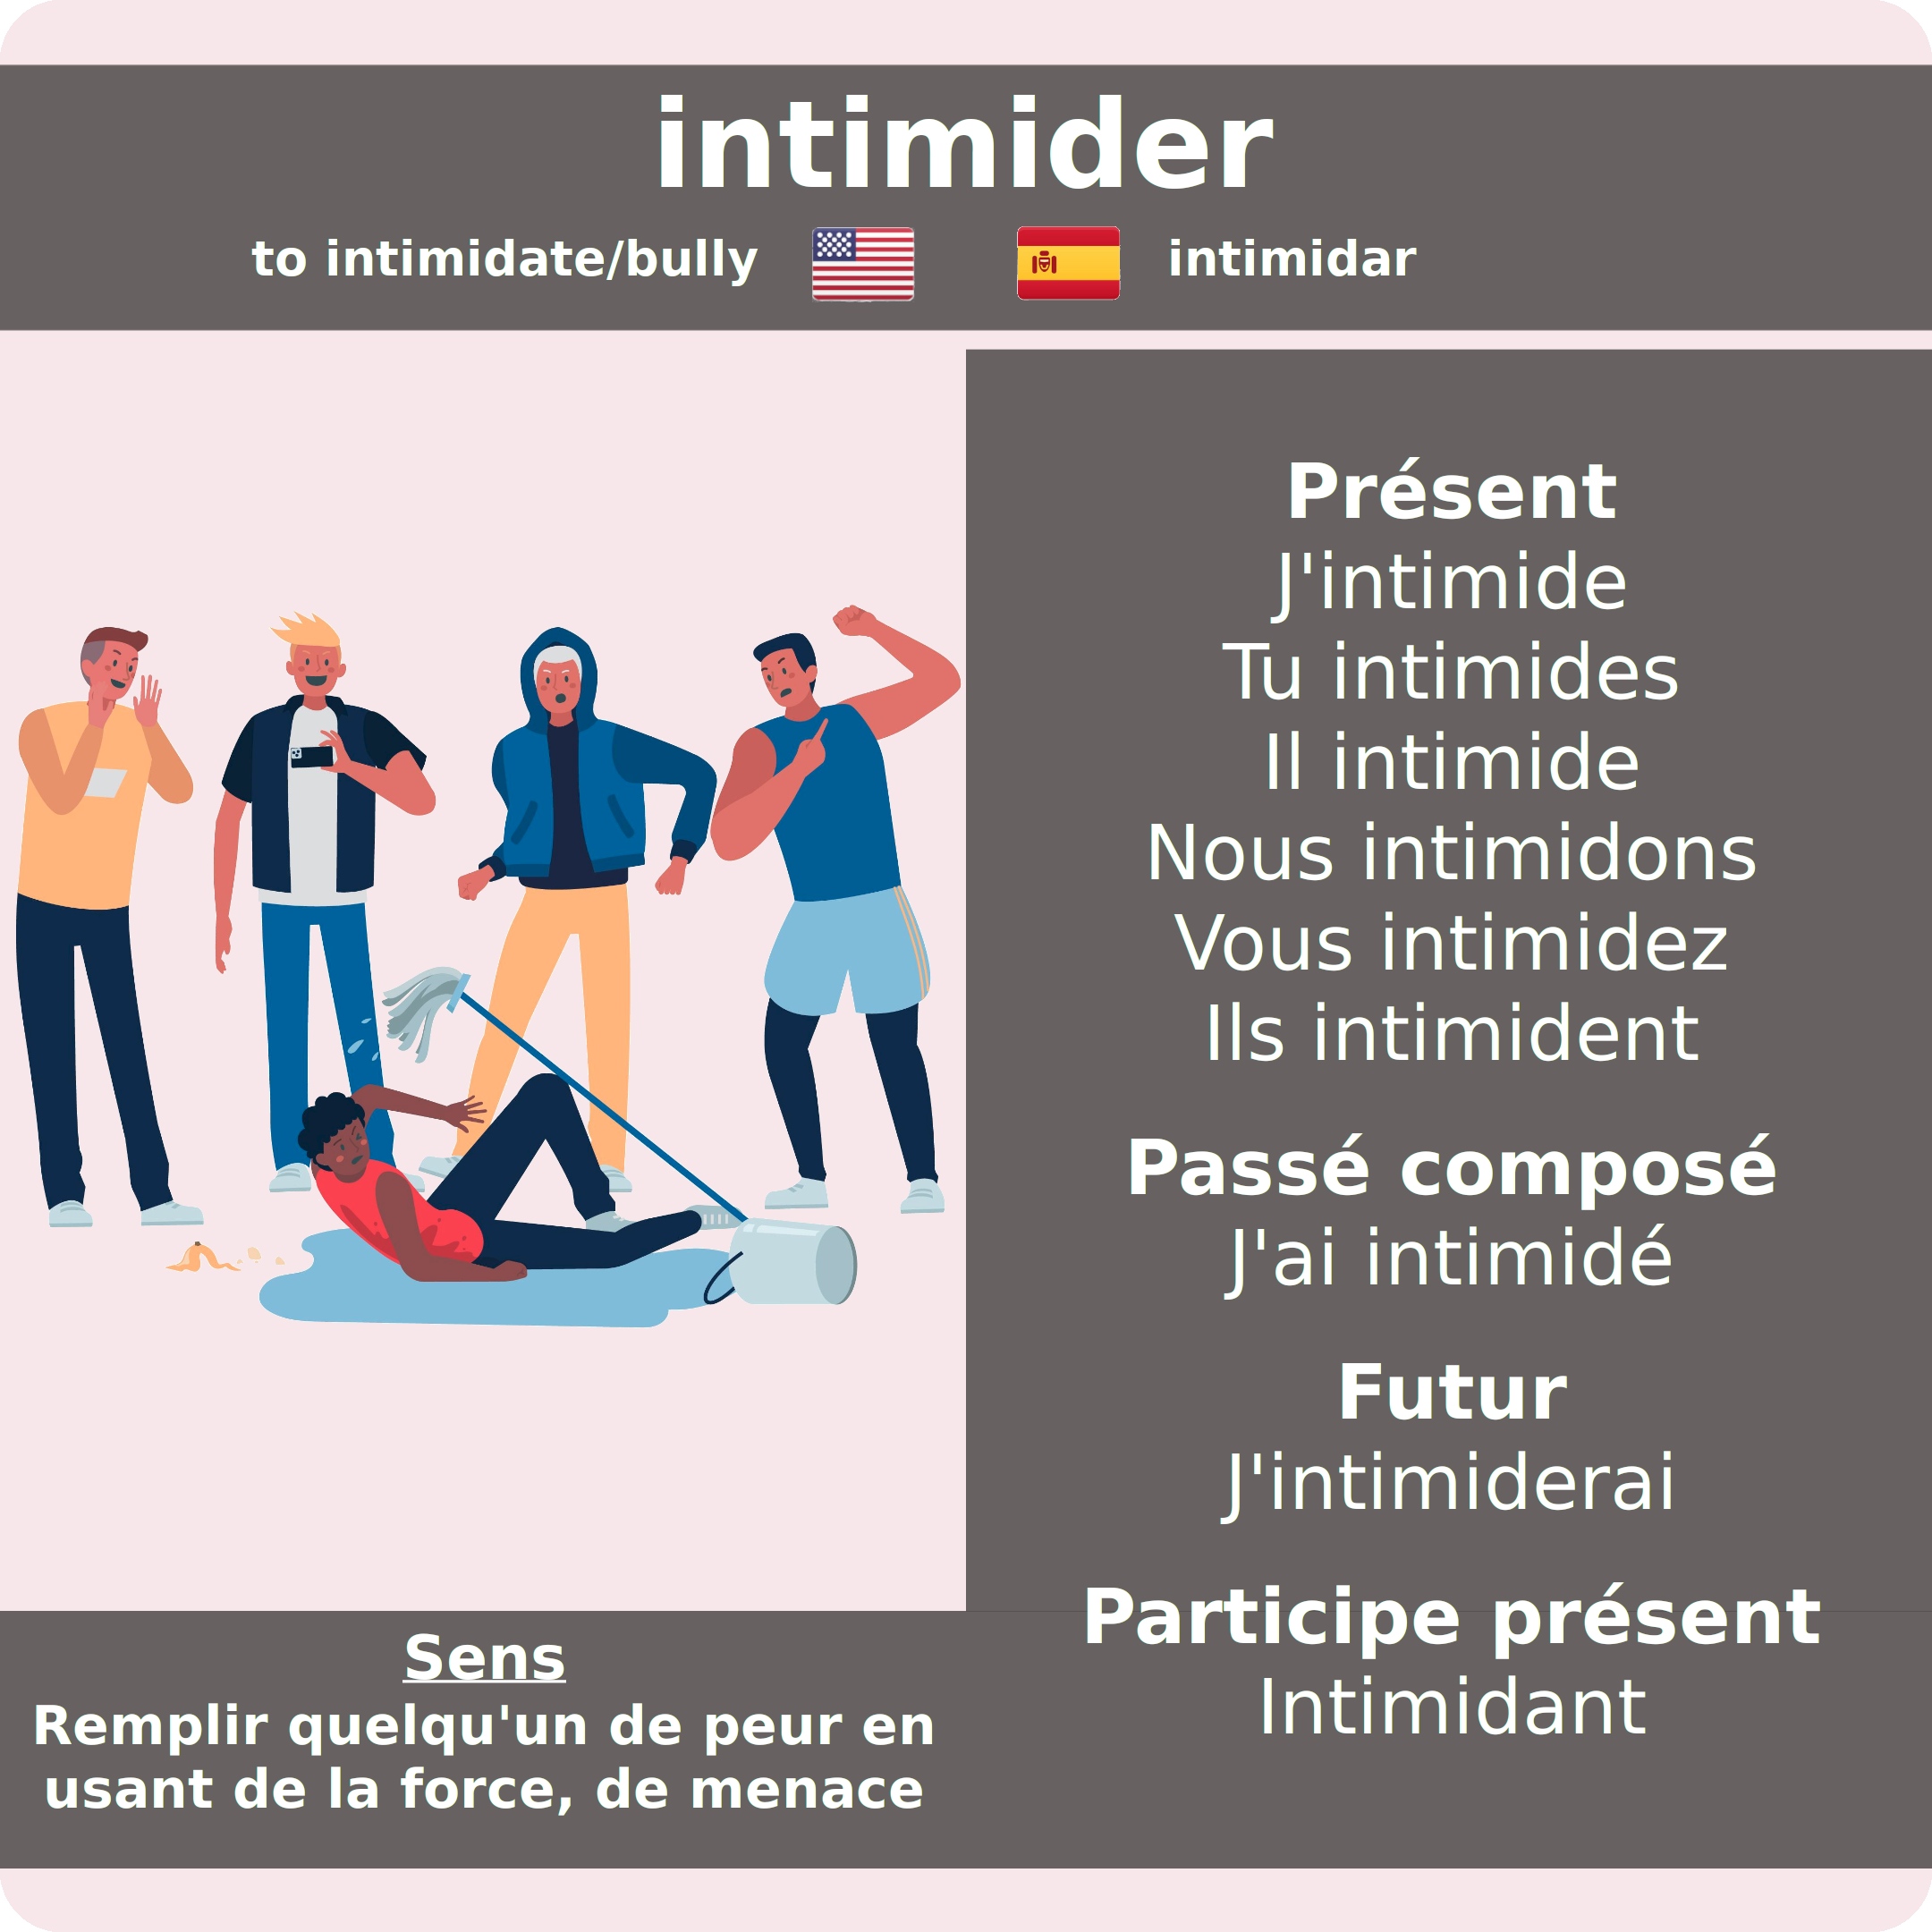 intimider
to intimidate/bully
intimidar
Présent
J'intimide
Tu intimides
Il intimide
Nous intimidons
Vous intimidez
Ils intimident
Passé composé
J'ai intimidé
Futur
J'intimiderai
Participe présent
Intimidant
Sens
Remplir quelqu'un de peur en
usant de la force, de menace